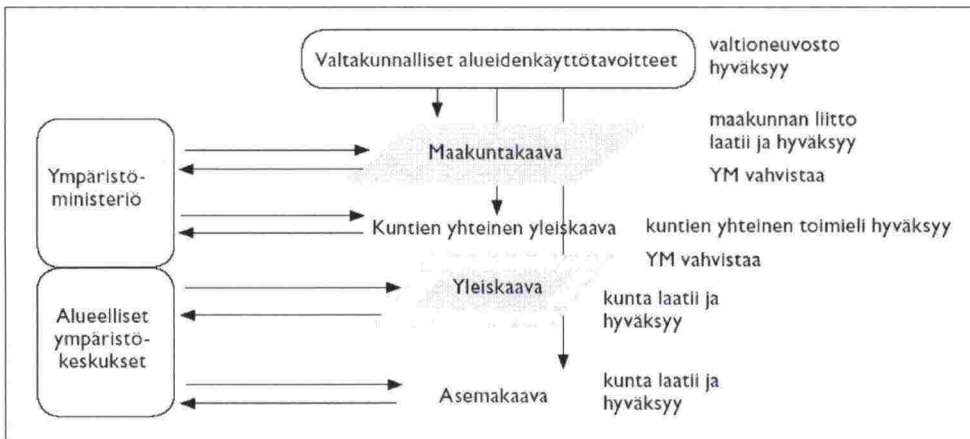 Valtakunnalliset alueidenkäyttötavoitteet
valtioneuvosto
hyväksyy
Ympäristö-
ministeriö
Maakuntakaava
maakunnan liitto
laatii ja hyväksyy
YM vahvistaa
Kuntien yhteinen yleiskaava
kuntien yhteinen toimieli hyväksyy
YM vahvistaa
Alueelliset
ympäristö-
keskukset
Yleiskaava
kunta laatii ja
hyväksyy
Asemakaava
kunta laatii ja
hyväksyy